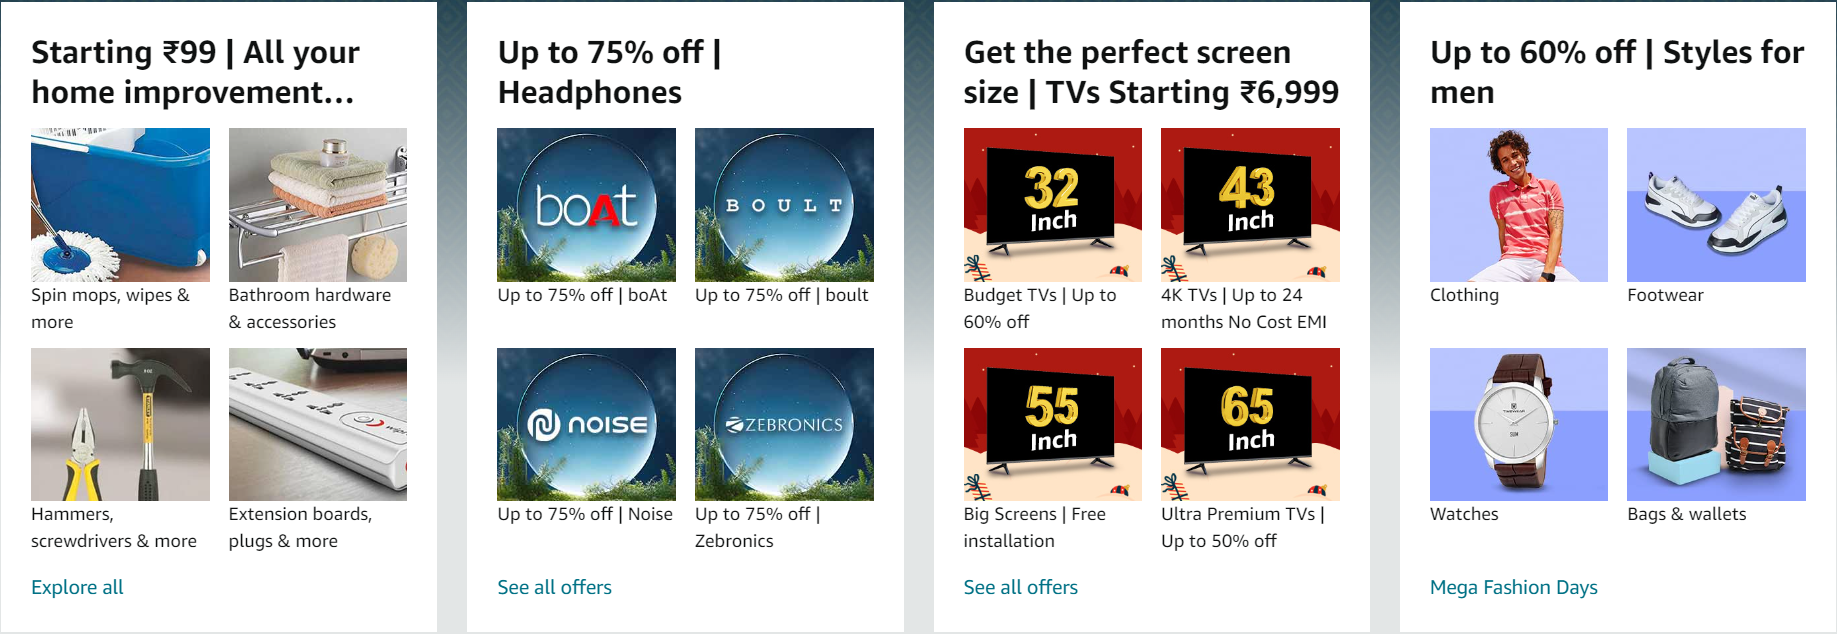 Starting ₹99 | All your
home improvement...
Spin mops, wipes &
more
Bathroom hardware
& accessories
Hammers,
screwdrivers & more
Extension boards,
plugs & more
Explore all
Up to 75% off |
Headphones
boAt
Up to 75% off | boAt
BOULT
Up to 75% off | boult
noise
Up to 75% off | Noise
ZEBRONICS
Up to 75% off |
Zebronics
See all offers
Get the perfect screen
size | TVs Starting ₹6,999
32
Inch
Budget TVs | Up to
60% off
43
Inch
4K TVs | Up to 24
months No Cost EMI
55
Inch
Big Screens | Free
installation
65
Inch
Ultra Premium TVs |
Up to 50% off
See all offers
Up to 60% off | Styles for
men
Clothing
Footwear
Watches
Bags & wallets
Mega Fashion Days